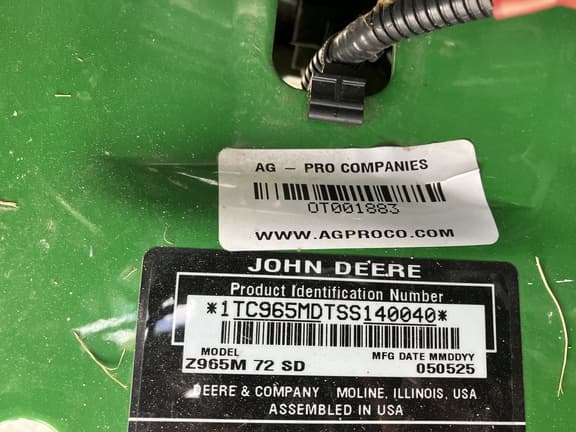 AG - PRO COMPANIES
OT001883
WWW.AGPROCO.COM
JOHN DEERE
Product Identification Number
*1TC965MDTSS140040*
MODEL MFG DATE MMDDYY
Z965M 72 SD 050525
DEERE & COMPANY MOLINE, ILLINOIS, USA
ASSEMBLED IN USA